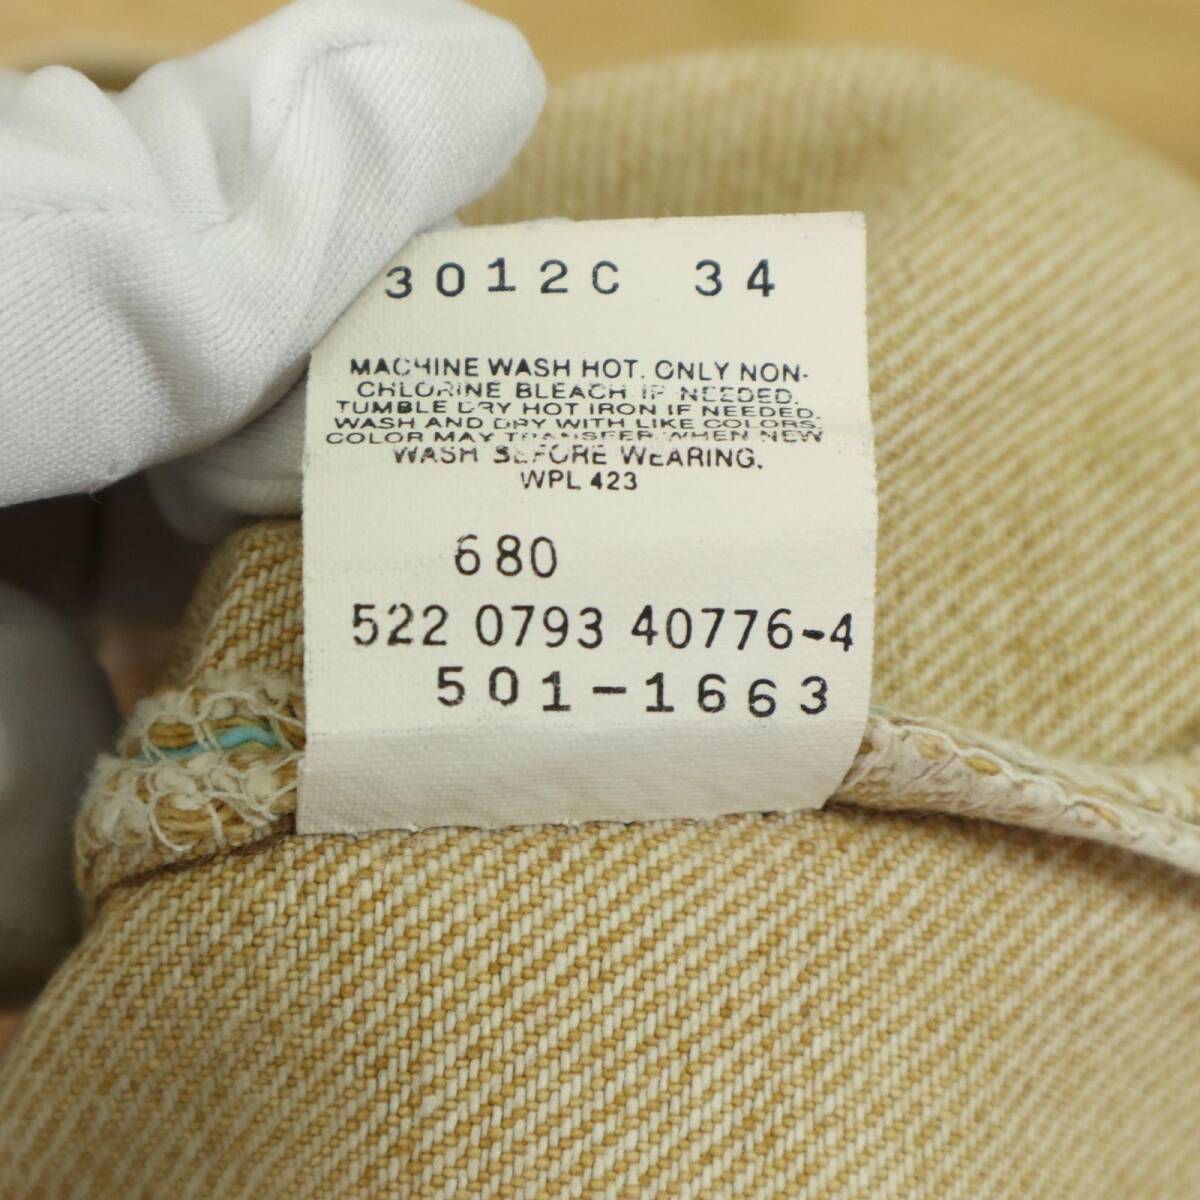 3012C 34
MACHINE WASH HOT. ONLY NON-
CHLORINE BLEACH IF NEEDED.
TUMBLE DRY HOT IRON IF NEEDED.
WASH AND DRY WITH LIKE COLORS.
COLOR MAY TRANSFER WHEN NEW
WASH BEFORE WEARING.
WPL 423
680
522 0793 40776-4
501-1663